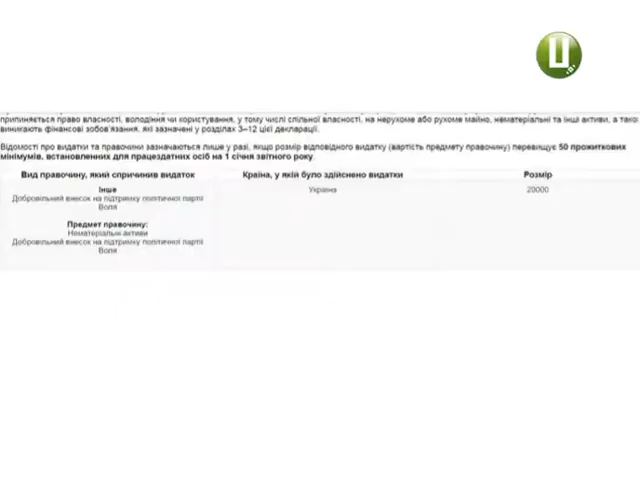 Ц
припиняється право власності, володіння чи користування, у тому числі спільної власності, на нерухоме або рухоме майно, нематеріальні та інші активи, а також
виникають фінансові зобов'язання, які зазначені у розділах 3–12 цієї декларації.
Відомості про видатки та правочини зазначаються лише у разі, якщо розмір відповідного видатку (вартість предмету правочину) перевищує 50 прожиткових
мінімумів, встановленних для працездатних осіб на 1 січня звітного року.
Вид правочину, який спричинив видаток Країна, у якій було здійснено видатки Розмір
Інше Україна 20000
Добровільний внесок на підтримку політичної партії
Воля
Предмет правочину:
Нематеріальні активи
Добровільний внесок на підтримку політичної партії
Воля